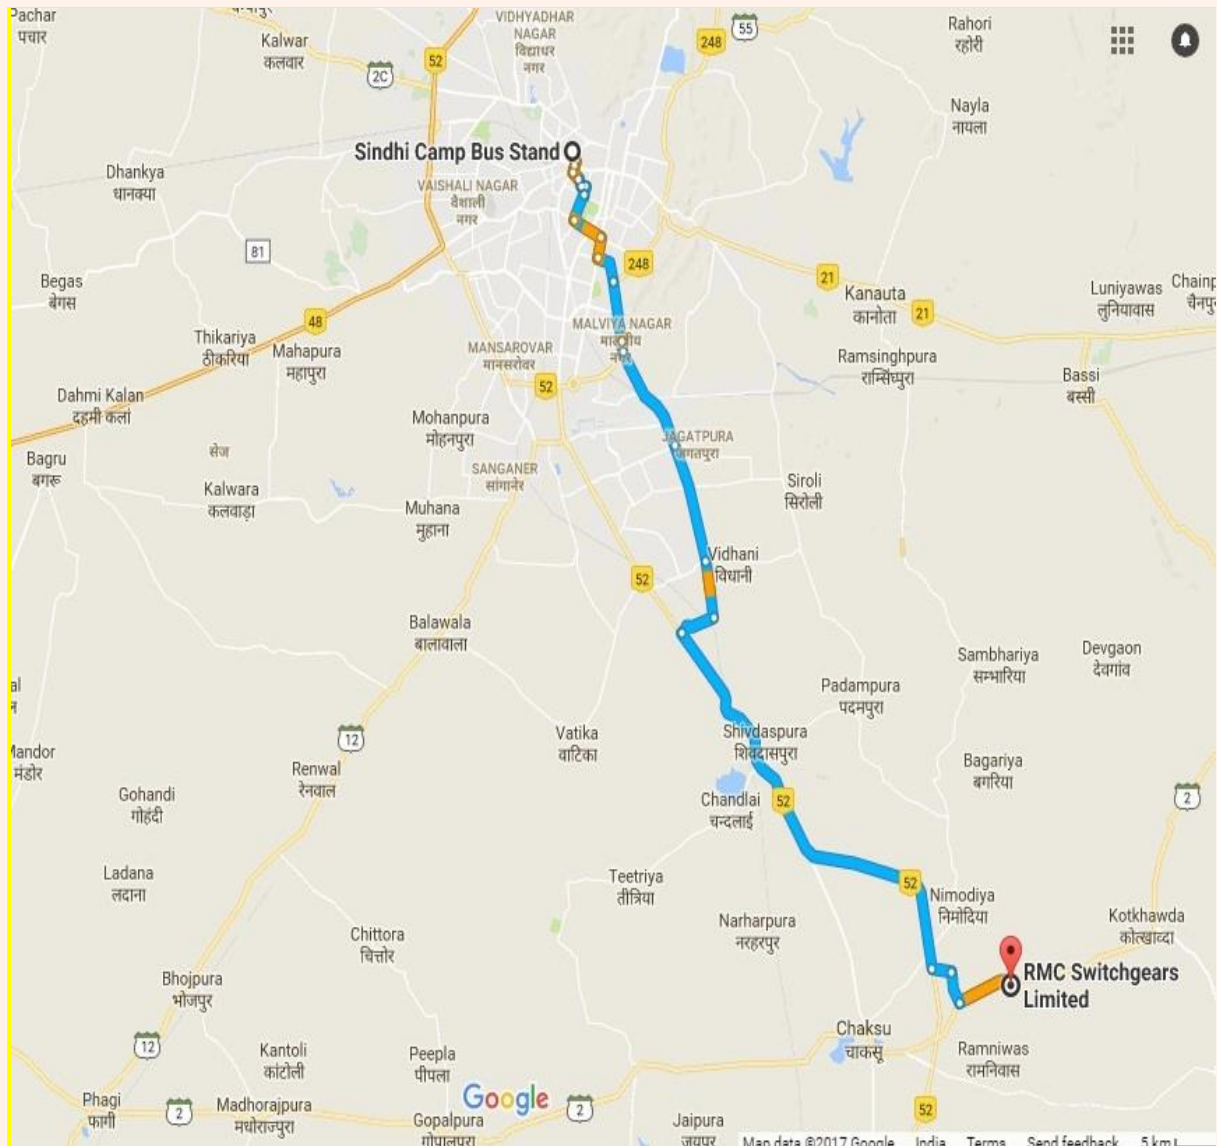 Pachar
पचार
VIDHYADHAR
NAGAR
विद्याधर
नगर
55
248
Rahori
रहोरी
Kalwar
कलवार
52
2C
Nayla
नायला
Sindhi Camp Bus Stand
Dhankya
धानक्या
VAISHALI NAGAR
वैशाली
नगर
81
248
21
Begas
बेगस
Kanauta
कानोता
21
Luniyawas
लुनियावास
48
MALVIYA NAGAR
Thikariya
ठीकरिया
Mahapura
महापुरा
MANSAROVAR
मानसरोवर
Ramsinghpura
Bassi
बस्सी
52
Dahmi Kalan
दहमी कलां
Mohanpura
मोहनपुरा
JAGATPURA
जगतपुरा
Bagru
बगरू
सेज
SANGANER
सांगानेर
Siroli
सिरोली
Kalwara
कलवाड़ा
Muhana
मुहाना
Vidhani
विधानी
52
Balawala
बालावाला
Sambhariya
सम्भारिया
Devgaon
देवगांव
Padampura
पदमपुरा
Vatika
वाटिका
Shivdaspura
शिवदासपुरा
12
Mandor
मंडोर
Renwal
रेनवाल
Bagariya
बगरिया
Gohandi
गोहंदी
Chandlai
चन्दलाई
52
2
Ladana
लदाना
Teetriya
तीत्रिया
52
Nimodiya
निमोदिया
Narharpura
नरहरपुर
Kotkhawda
कोत्खाव्दा
Chittora
चित्तोर
Bhojpura
भोजपुर
RMC Switchgears
Limited
12
Chaksu
चाकसू
Kantoli
कांटोली
Peepla
पीपला
Ramniwas
रामनिवास
Phagi
फागी
2
Madhorajpura
मधोराज्पुरा
Google
2
52
Gopalpura
गोपालपुरा
Jaipura
जयपुर
Map data ©2017 Google India Terms Send feedback 5 km